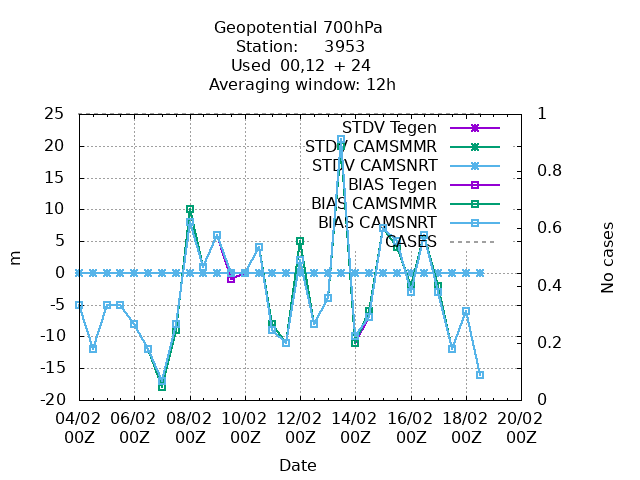 Geopotential 700hPa
Station: 3953
Used 00,12 + 24
Averaging window: 12h
25
20
15
10
5
0
-5
-10
-15
-20
m
1
0.8
0.6
0.4
0.2
0
No cases
STDV Tegen
STDV CAMSMMR
STDV CAMSNRT
BIAS Tegen
BIAS CAMSMMR
BIAS CAMSNRT
CASES
04/02 06/02 08/02 10/02 12/02 14/02 16/02 18/02 20/02
00Z 00Z 00Z 00Z 00Z 00Z 00Z 00Z 00Z
Date